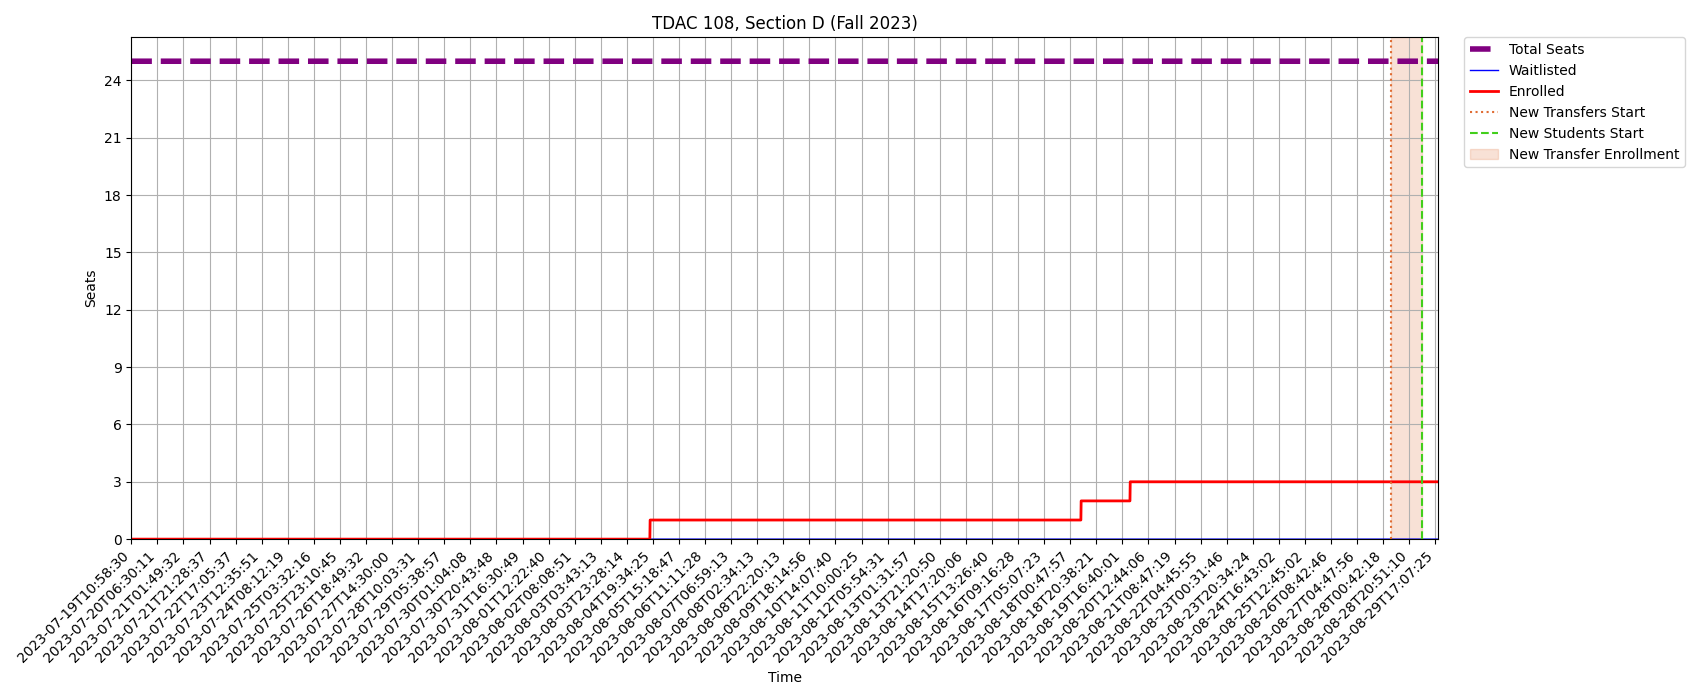 TDAC 108, Section D (Fall 2023)
Total Seats
Waitlisted
Enrolled
New Transfers Start
New Students Start
New Transfer Enrollment
Seats
24
21
18
15
12
9
6
3
0
2023-07-19T10:58:30
2023-07-20T06:30:11
2023-07-21T01:49:32
2023-07-21T21:28:37
2023-07-22T17:05:37
2023-07-23T12:35:51
2023-07-24T08:12:19
2023-07-25T03:32:16
2023-07-25T23:10:45
2023-07-26T18:49:32
2023-07-27T14:30:00
2023-07-28T10:03:31
2023-07-29T05:38:57
2023-07-30T01:04:08
2023-07-30T20:43:48
2023-07-31T16:30:49
2023-08-01T12:22:40
2023-08-02T08:08:51
2023-08-03T03:43:13
2023-08-03T23:28:14
2023-08-04T19:34:25
2023-08-05T15:18:47
2023-08-06T11:11:28
2023-08-07T06:59:13
2023-08-08T02:34:13
2023-08-08T22:20:13
2023-08-09T18:14:56
2023-08-10T14:07:40
2023-08-11T10:00:25
2023-08-12T05:54:31
2023-08-13T01:31:57
2023-08-13T21:20:50
2023-08-14T17:20:06
2023-08-15T13:26:40
2023-08-16T09:16:28
2023-08-17T05:07:23
2023-08-18T00:47:57
2023-08-18T20:38:21
2023-08-19T16:40:01
2023-08-20T12:44:06
2023-08-21T08:47:19
2023-08-22T04:45:55
2023-08-23T00:31:46
2023-08-23T20:34:24
2023-08-24T16:43:02
2023-08-25T12:45:02
2023-08-26T08:42:46
2023-08-27T04:47:56
2023-08-28T00:42:18
2023-08-28T20:51:10
2023-08-29T17:07:25
Time